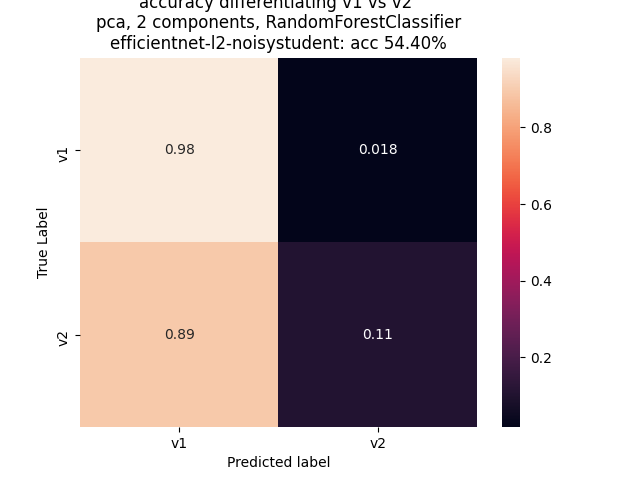 accuracy differentiating v1 vs v2
pca, 2 components, RandomForestClassifier
efficientnet-l2-noisystudent: acc 54.40%
True Label
v1
0.98
0.018
v2
0.89
0.11
v1
v2
Predicted label
0.8
0.6
0.4
0.2